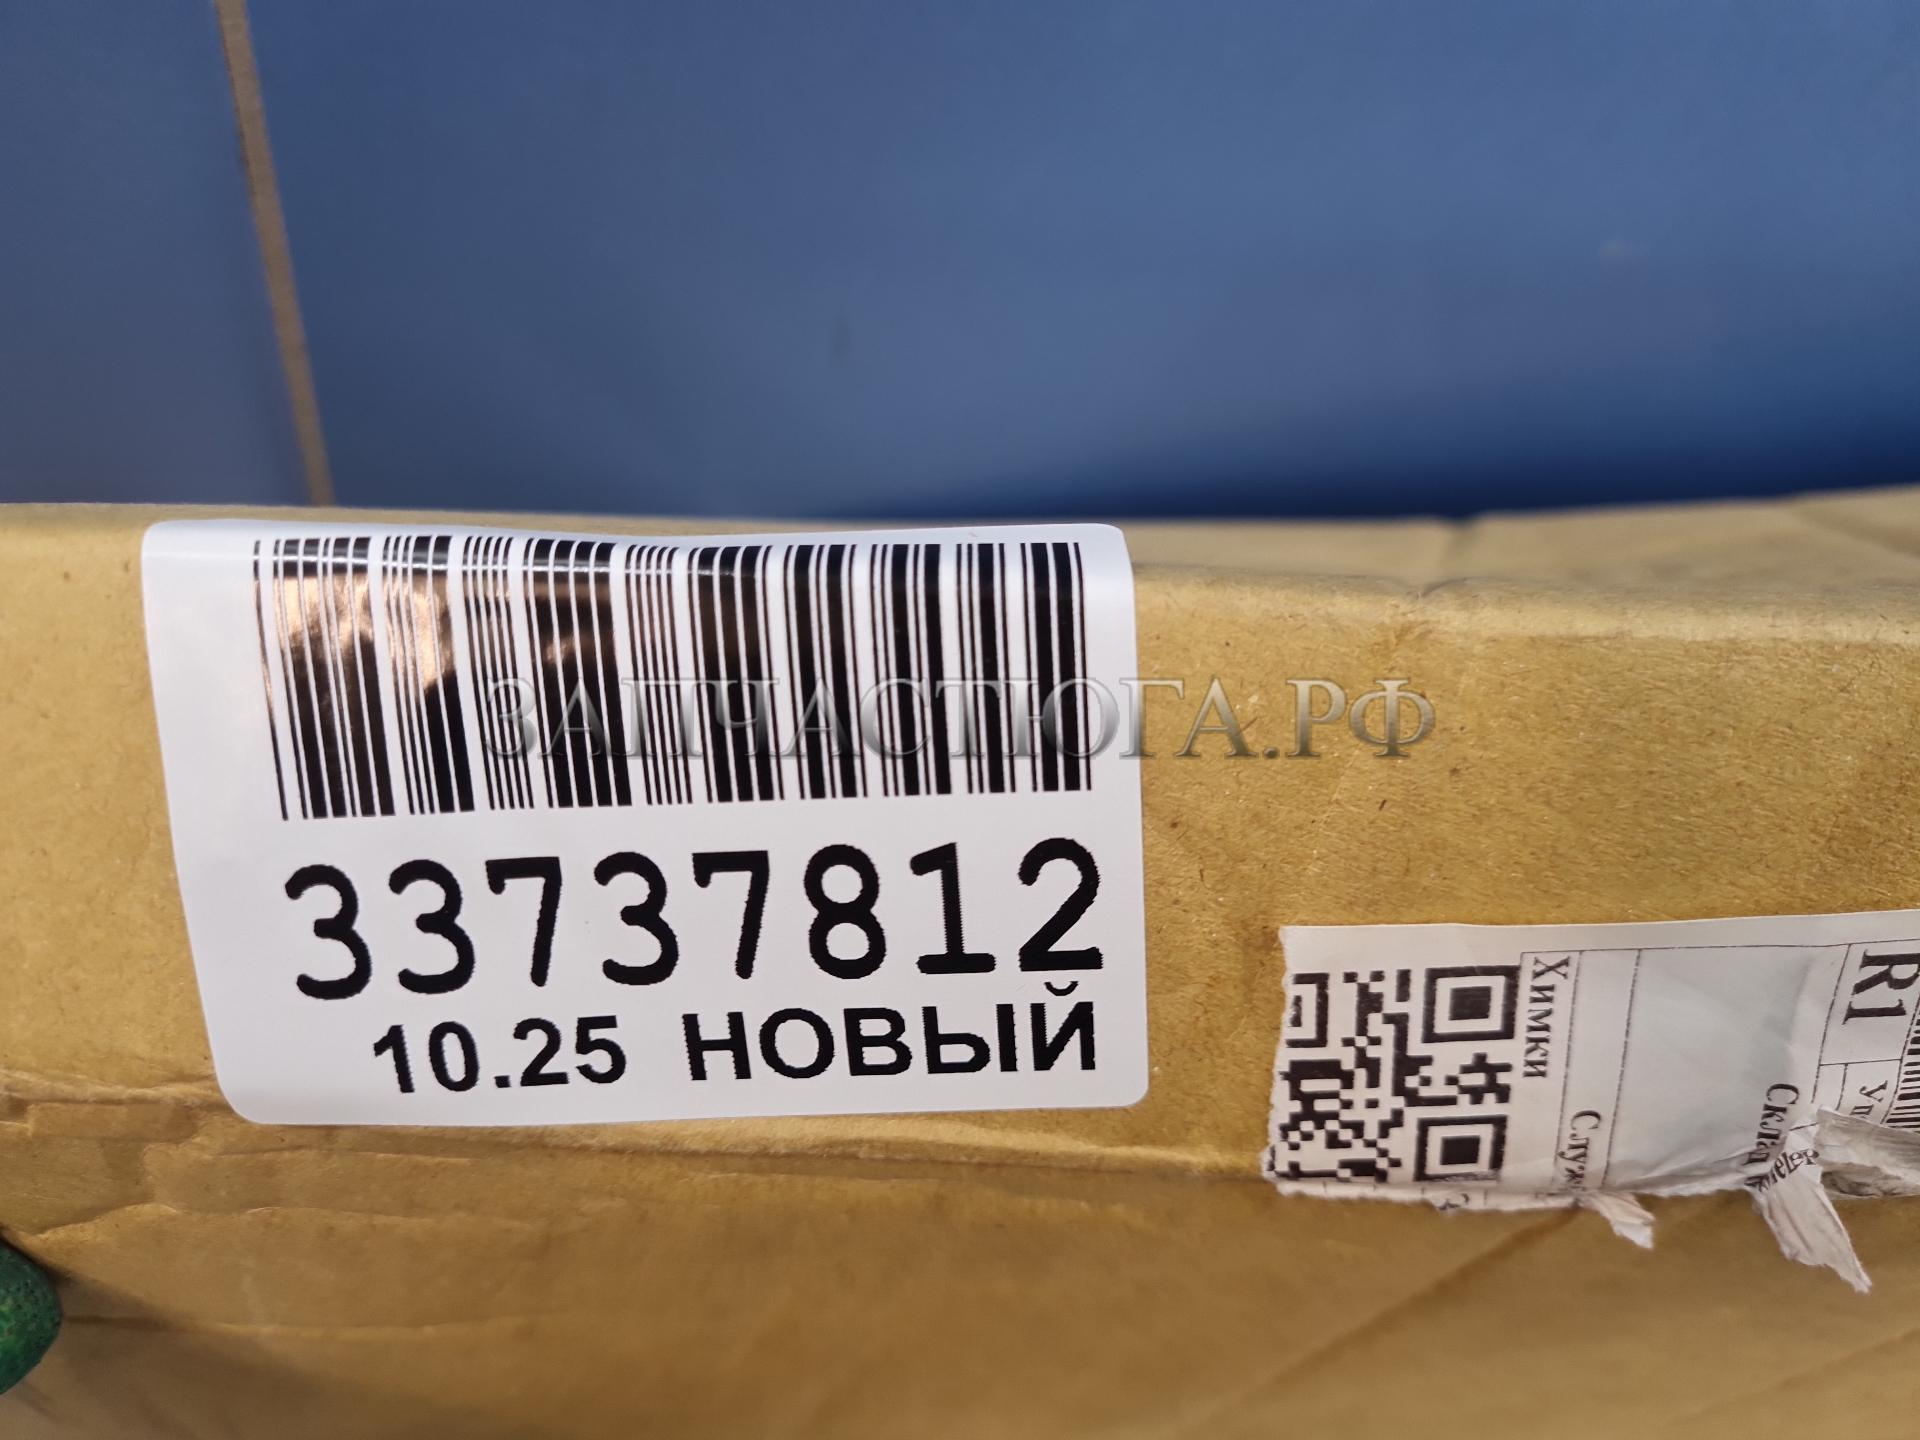 ЗАПЧАСТЮГА.РФ
33737812
10.25 НОВЫЙ
Химки
R1
Склад